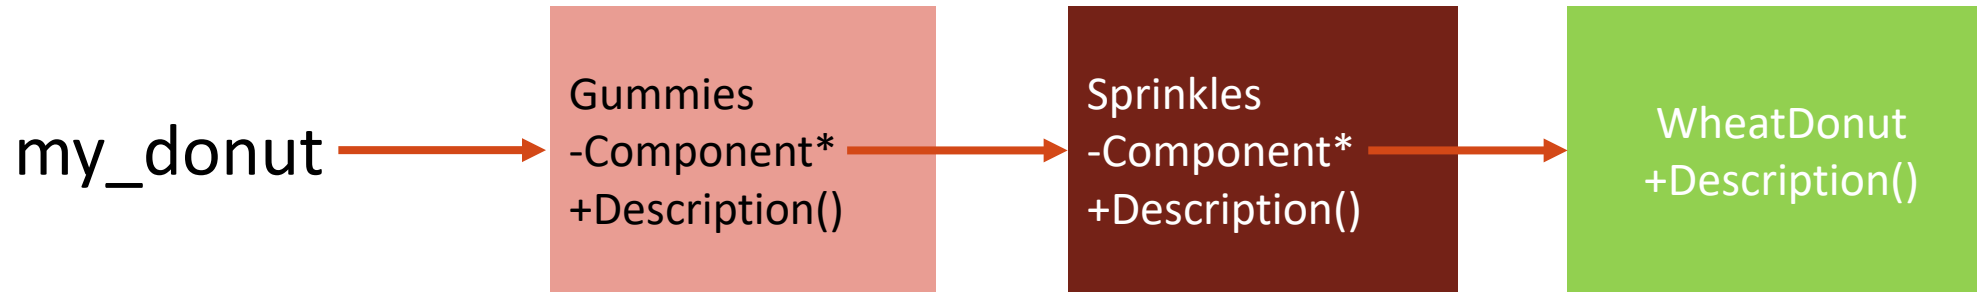 my_donut
Gummies
-Component*
+Description()
Sprinkles
-Component*
+Description()
WheatDonut
+Description()